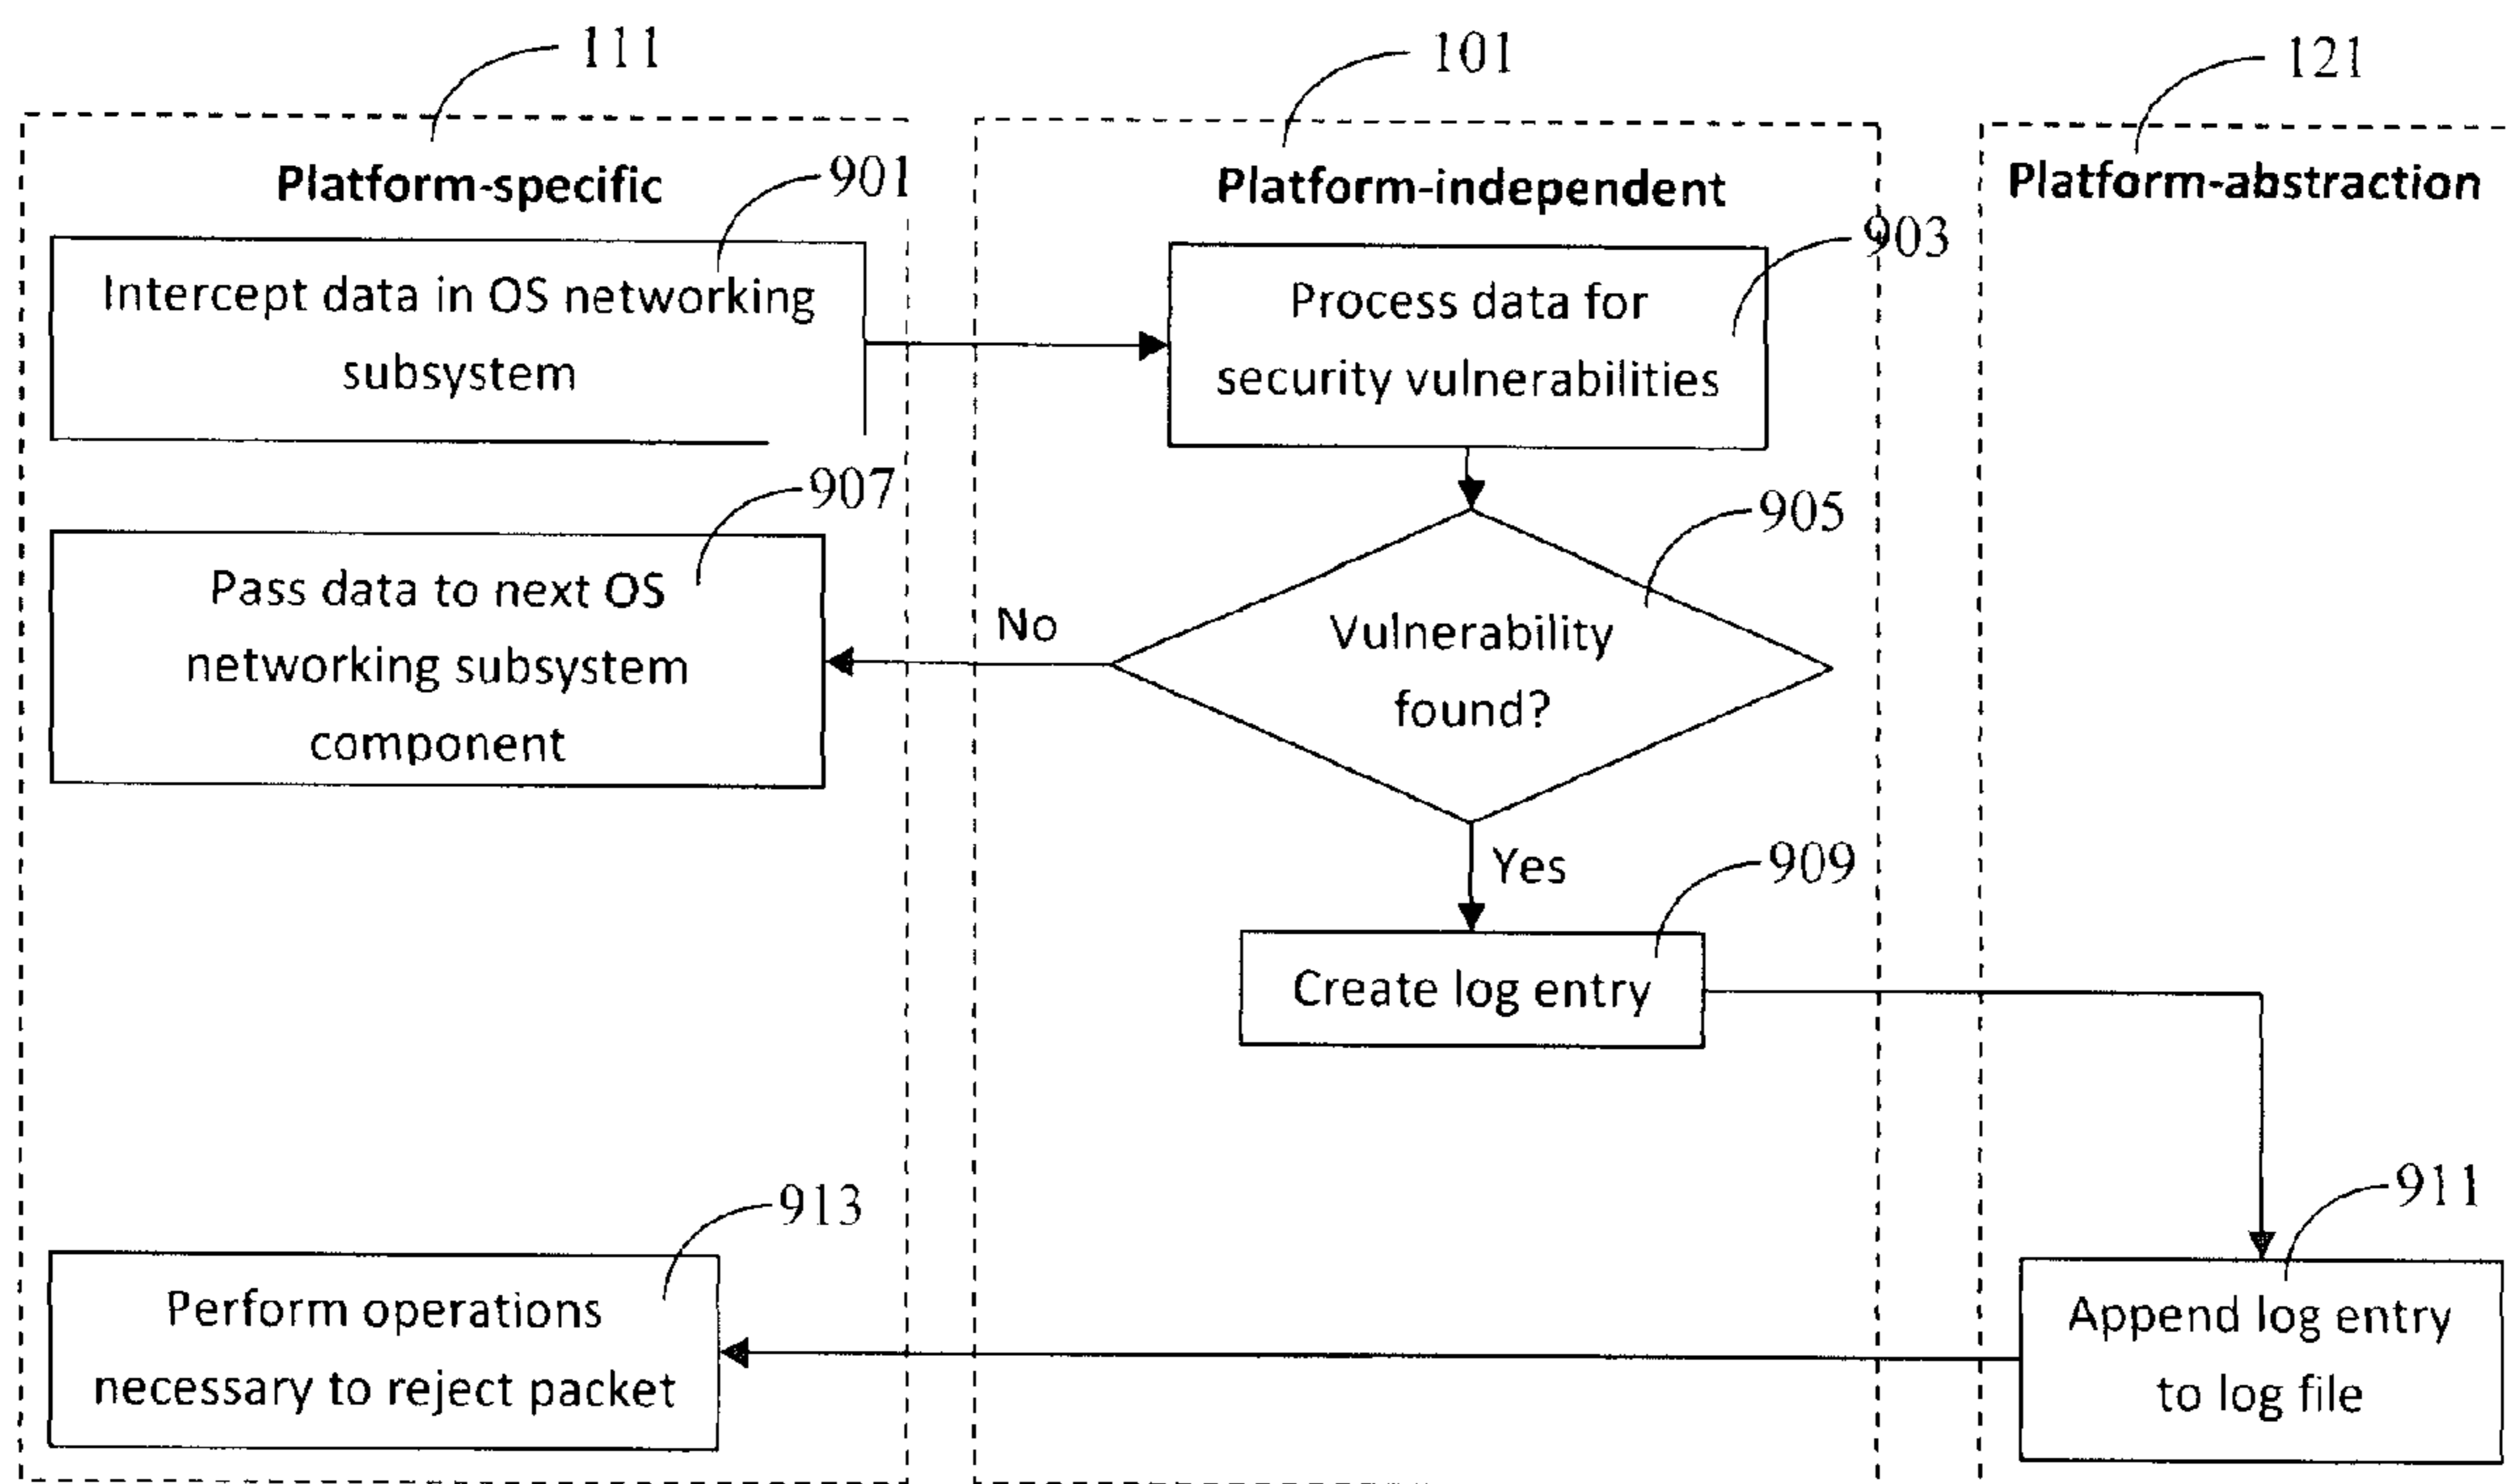 111
101
121
Platform-specific
Platform-independent
Platform-abstraction
901
903
Intercept data in OS networking
subsystem
Process data for
security vulnerabilities
907
905
Pass data to next OS
networking subsystem
component
No
Vulnerability
found?
Yes
909
Create log entry
913
911
Perform operations
necessary to reject packet
Append log entry
to log file